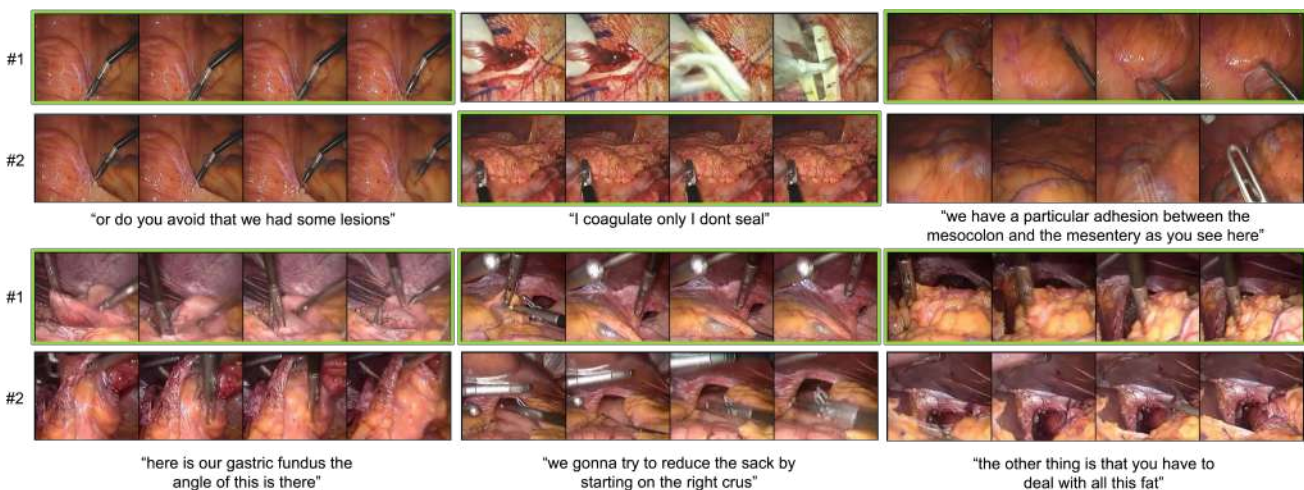 #1
#2
"or do you avoid that we had some lesions"
"I coagulate only I dont seal"
"we have a particular adhesion between the
mesocolon and the mesentery as you see here"
#1
#2
"here is our gastric fundus the
angle of this is there"
"we gonna try to reduce the sack by
starting on the right crus"
"the other thing is that you have to
deal with all this fat"